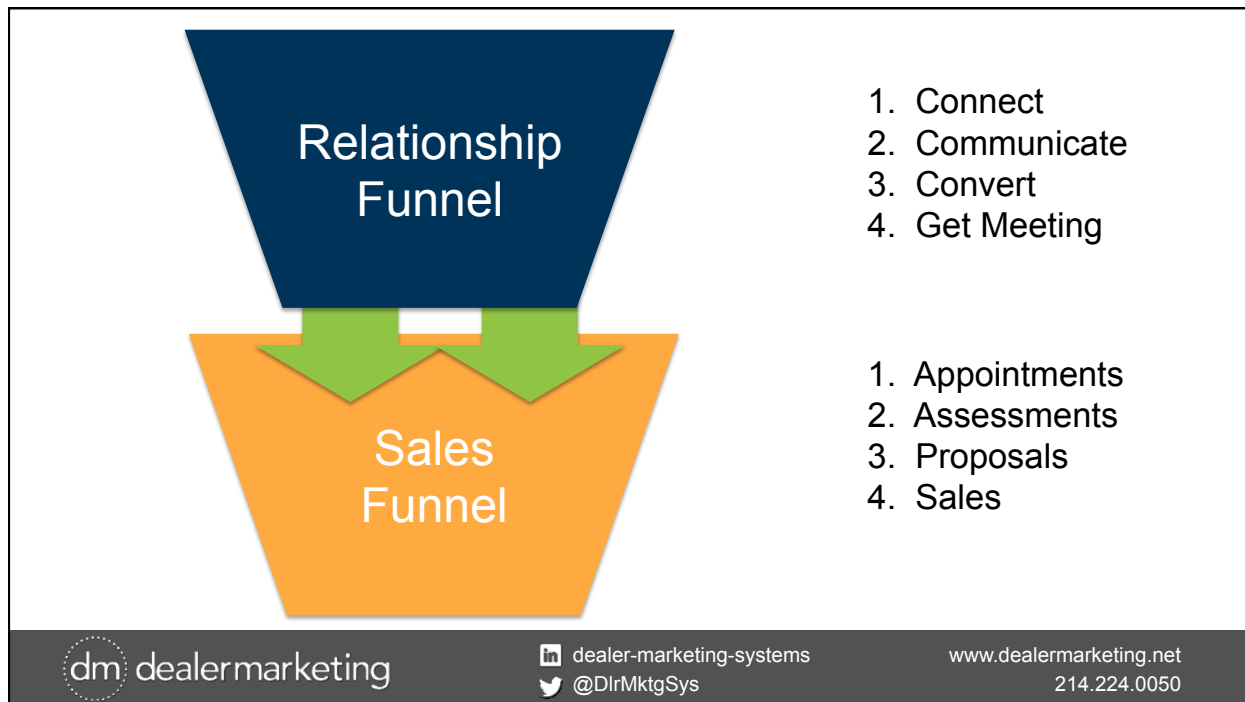 Relationship
Funnel
1. Connect
2. Communicate
3. Convert
4. Get Meeting
Sales
Funnel
1. Appointments
2. Assessments
3. Proposals
4. Sales
dm dealermarketing
in dealer-marketing-systems
@DlrMktgSys
www.dealermarketing.net
214.224.0050